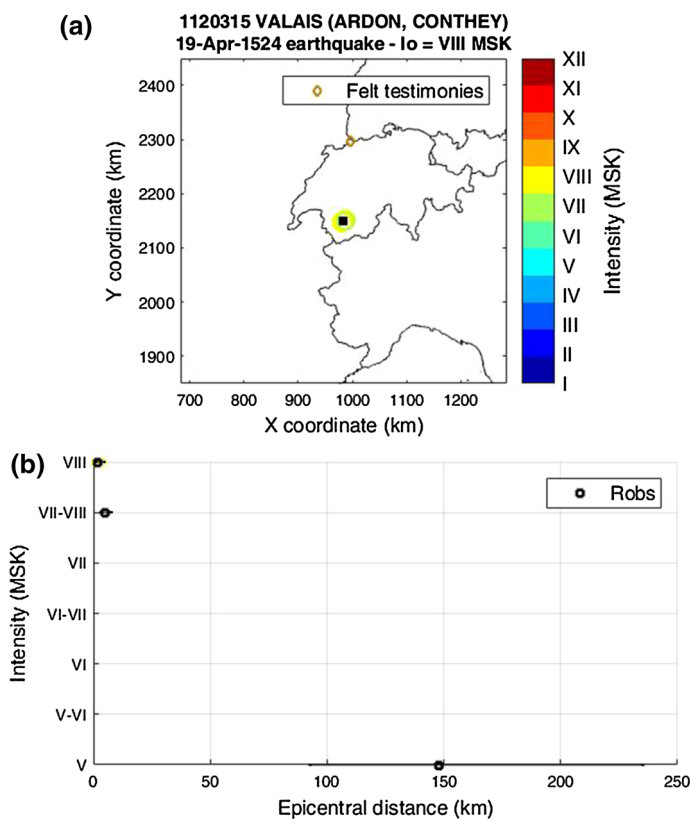 (a)
1120315 VALAIS (ARDON, CONTHEY)
19-Apr-1524 earthquake - Io = VIII MSK
Felt testimonies
Y coordinate (km)
2400
2300
2200
2100
2000
1900
700 800 900 1000 1100 1200
X coordinate (km)
XII
XI
X
IX
VIII
VII
VI
V
IV
III
II
I
Intensity (MSK)
(b)
Robs
Intensity (MSK)
VIII
VII-VIII
VII
VI-VII
VI
V-VI
V
0 50 100 150 200 250
Epicentral distance (km)